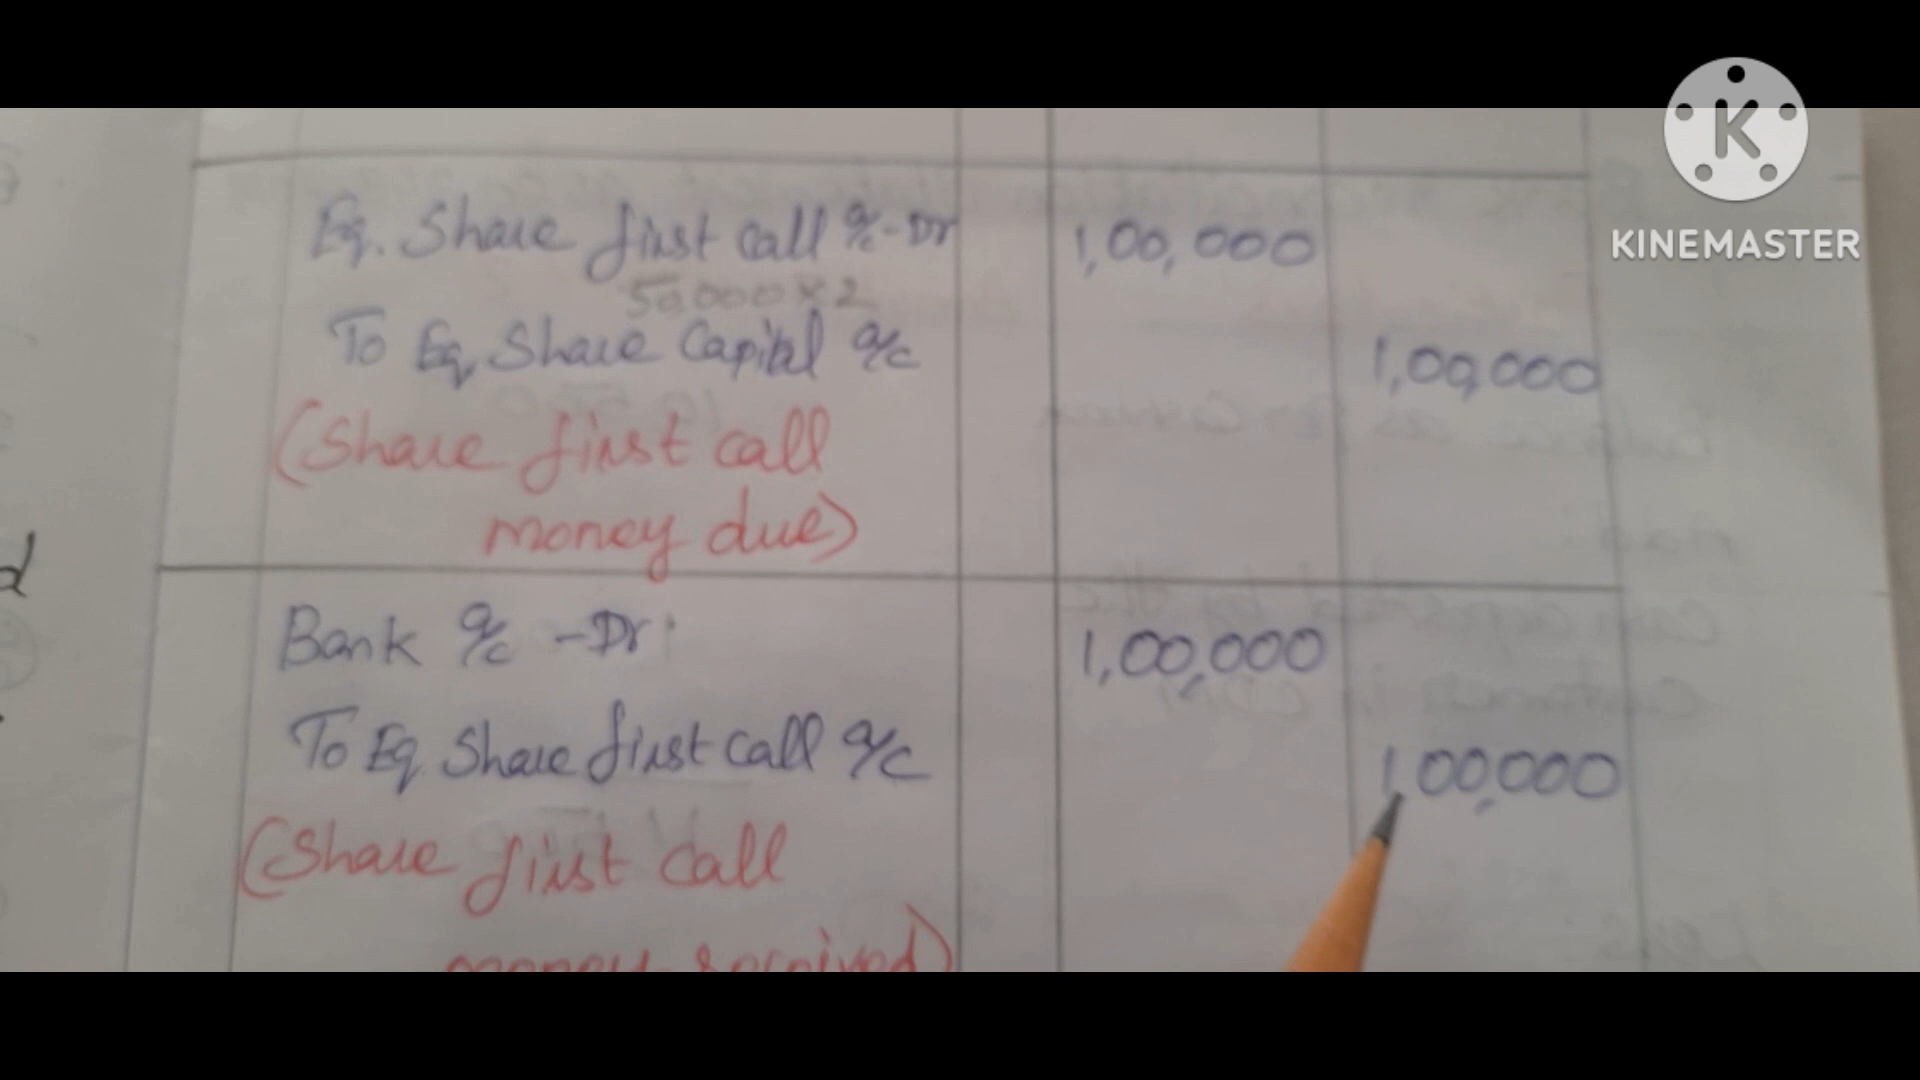 KINEMASTER
Eq. Share first call a/c - Dr 1,00,000
50,000 x 2
To Eq. Share Capital a/c 1,00,000
(Share first call
money due)
Bank a/c - Dr 1,00,000
To Eq. Share first call a/c 1,00,000
(Share first call
money received)